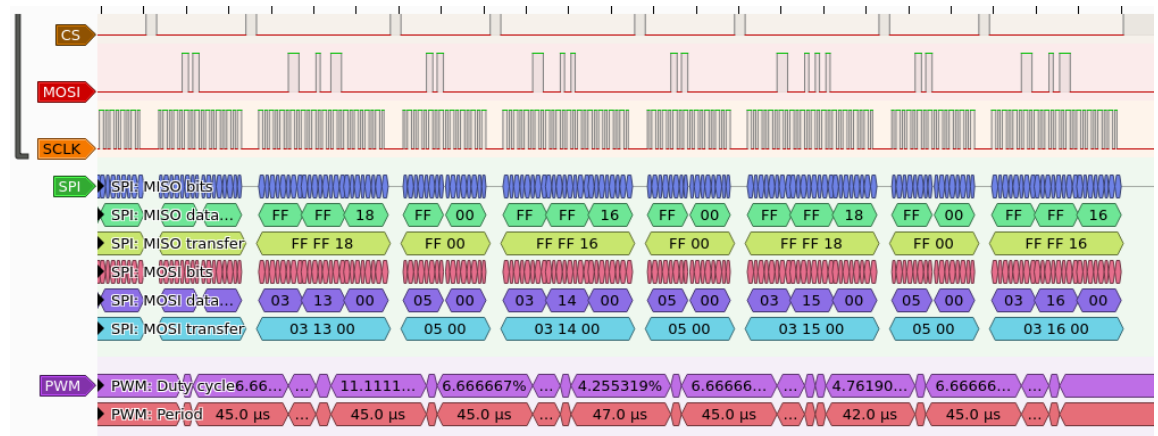 CS
MOSI
SCLK
SPI SPI: MISO bits
SPI: MISO data... FF FF 18 FF 00 FF FF 16 FF 00 FF FF 18 FF 00 FF FF 16
SPI: MISO transfer FF FF 18 FF 00 FF FF 16 FF 00 FF FF 18 FF 00 FF FF 16
SPI: MOSI bits
SPI: MOSI data... 03 13 00 05 00 03 14 00 05 00 03 15 00 05 00 03 16 00
SPI: MOSI transfer 03 13 00 05 00 03 14 00 05 00 03 15 00 05 00 03 16 00
PWM PWM: Duty cycle 6.66... ... 11.1111... 6.666667% ... 4.255319% 6.66666... ... 4.76190... 6.66666... ...
PWM: Period 45.0 μs ... 45.0 μs 45.0 μs ... 47.0 μs 45.0 μs ... 42.0 μs 45.0 μs ...